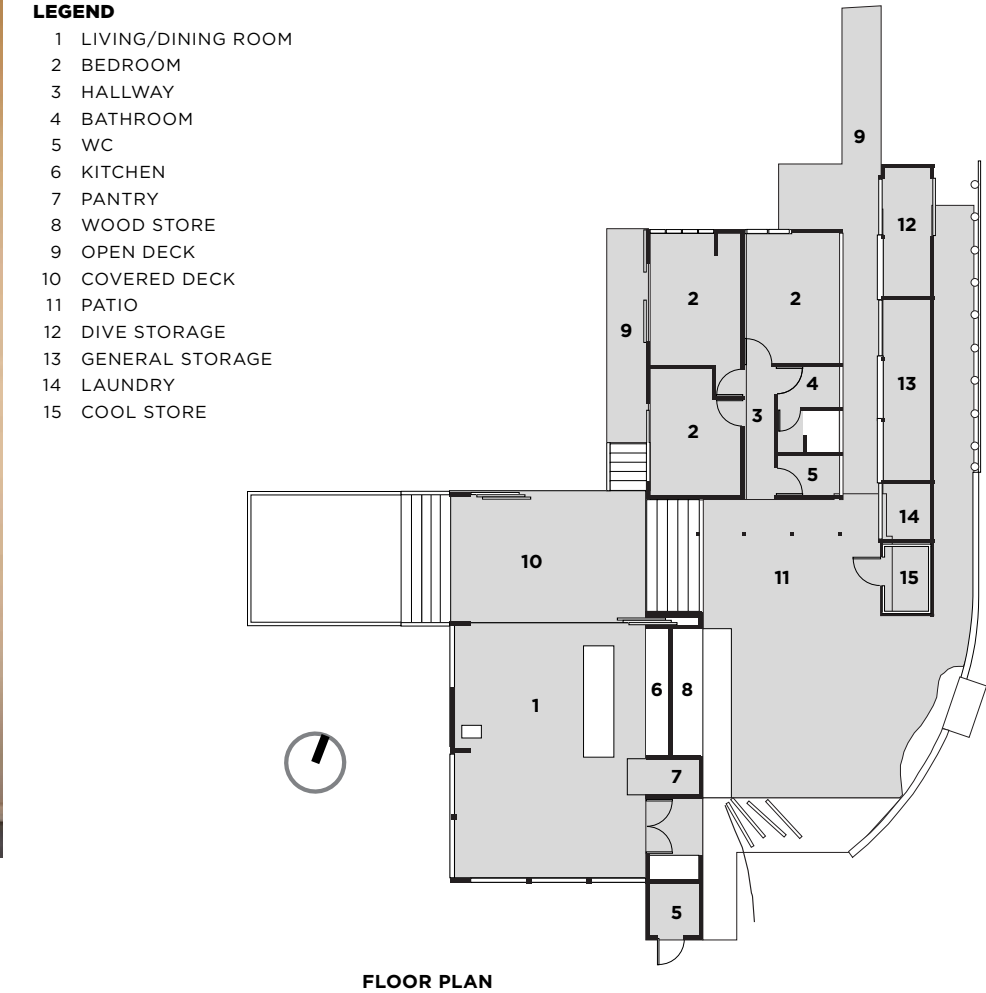 LEGEND
1 LIVING/DINING ROOM
2 BEDROOM
3 HALLWAY
4 BATHROOM
5 WC
6 KITCHEN
7 PANTRY
8 WOOD STORE
9 OPEN DECK
10 COVERED DECK
11 PATIO
12 DIVE STORAGE
13 GENERAL STORAGE
14 LAUNDRY
15 COOL STORE
9
12
2
2
9
4
13
3
2
5
14
10
11
15
6
8
1
7
5
FLOOR PLAN